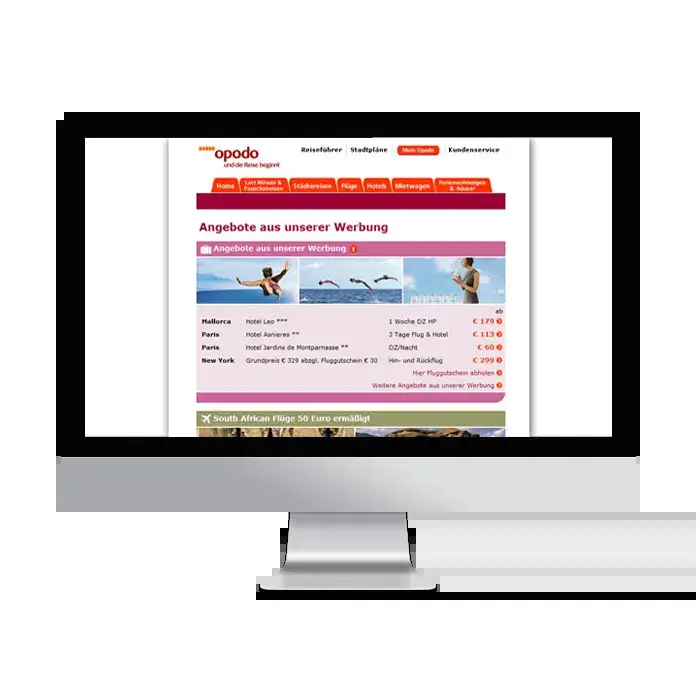 opodo
und die Reise beginnt
Reiseführer Stadtpläne Mein Opodo Kundenservice
Home
Last Minute & Pauschalreisen
Städtereisen
Flüge
Hotels
Mietwagen
Ferienwohnungen & -häuser
Angebote aus unserer Werbung
Angebote aus unserer Werbung
ab
Mallorca Hotel Leo *** 1 Woche DZ HP € 179
Paris Hotel Asnieres ** 3 Tage Flug & Hotel € 113
Paris Hotel Jardins de Montparnasse ** DZ/Nacht € 60
New York Grundpreis € 329 abzgl. Fluggutschein € 30 Hin- und Rückflug € 299
Hier Fluggutschein abholen
Weitere Angebote aus unserer Werbung
South African Flüge 50 Euro ermäßigt